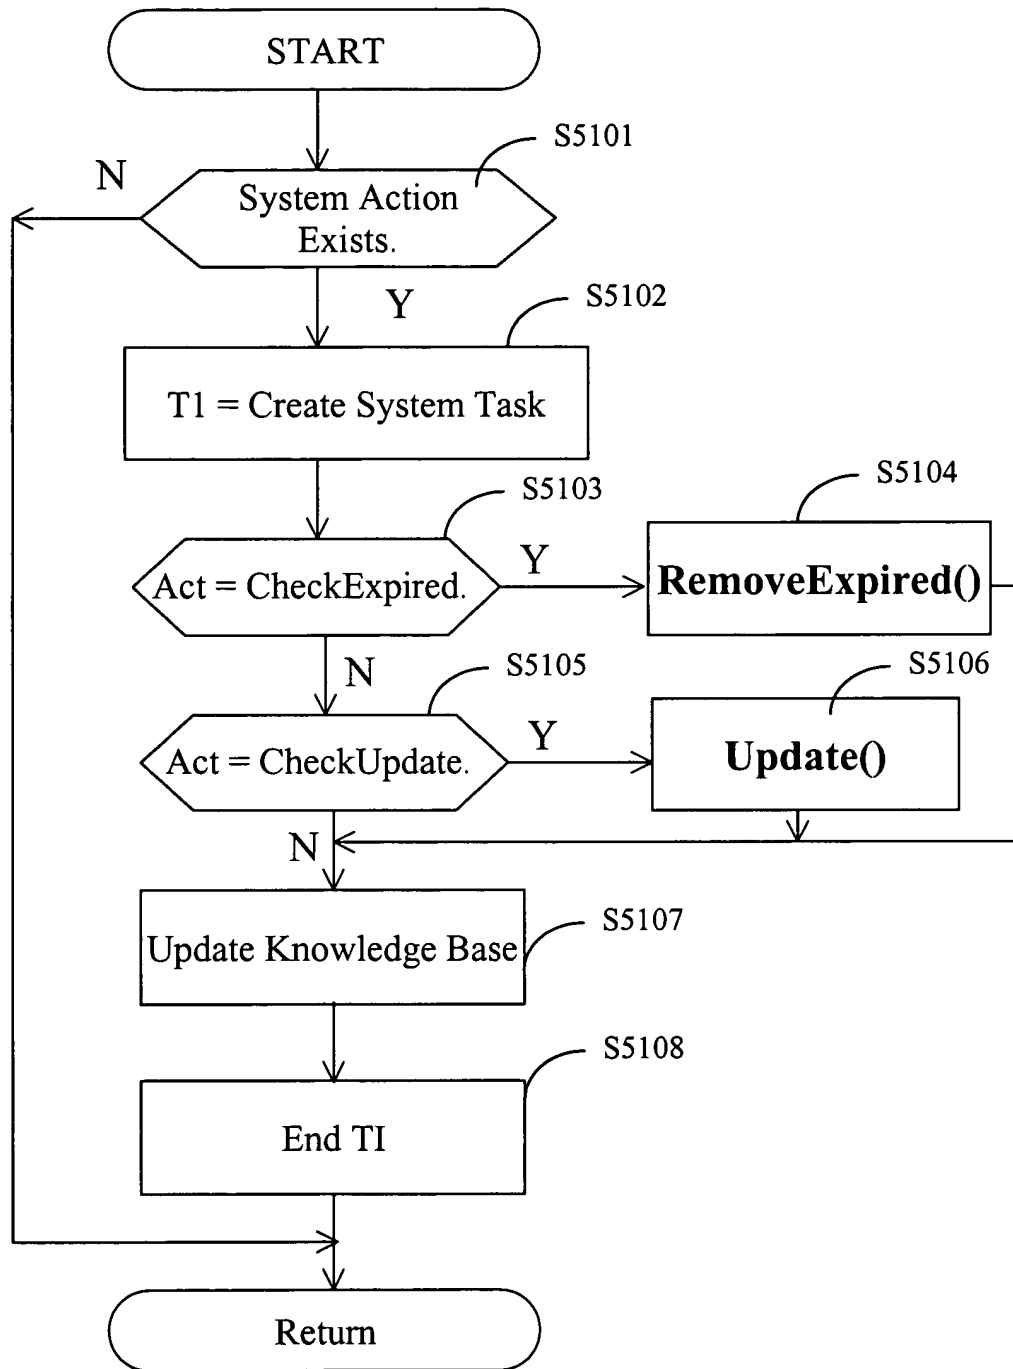 START
S5101
N
System Action
Exists.
Y
S5102
T1 = Create System Task
S5103
S5104
Act = CheckExpired.
Y
RemoveExpired()
N
S5105
S5106
Act = CheckUpdate.
Y
Update()
N
S5107
Update Knowledge Base
S5108
End TI
Return